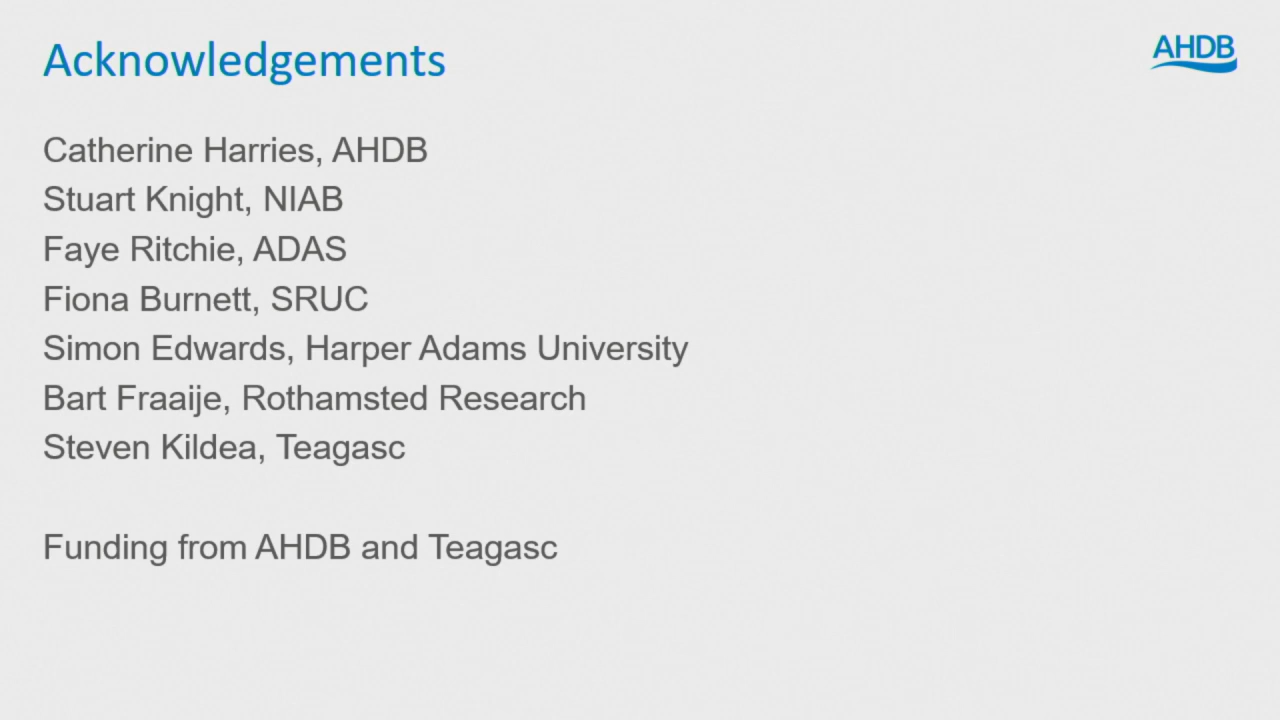 Acknowledgements
AHDB
Catherine Harries, AHDB
Stuart Knight, NIAB
Faye Ritchie, ADAS
Fiona Burnett, SRUC
Simon Edwards, Harper Adams University
Bart Fraaije, Rothamsted Research
Steven Kildea, Teagasc
Funding from AHDB and Teagasc